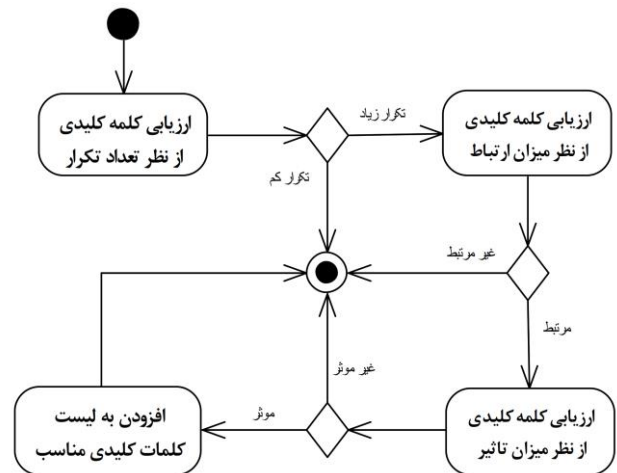 ارزیابی کلمه کلیدی
از نظر تعداد تکرار
تکرار زیاد
تکرار کم
ارزیابی کلمه کلیدی
از نظر میزان ارتباط
غیر مرتبط
مرتبط
ارزیابی کلمه کلیدی
از نظر میزان تاثیر
غیر موثر
موثر
افزودن به لیست
کلمات کلیدی مناسب